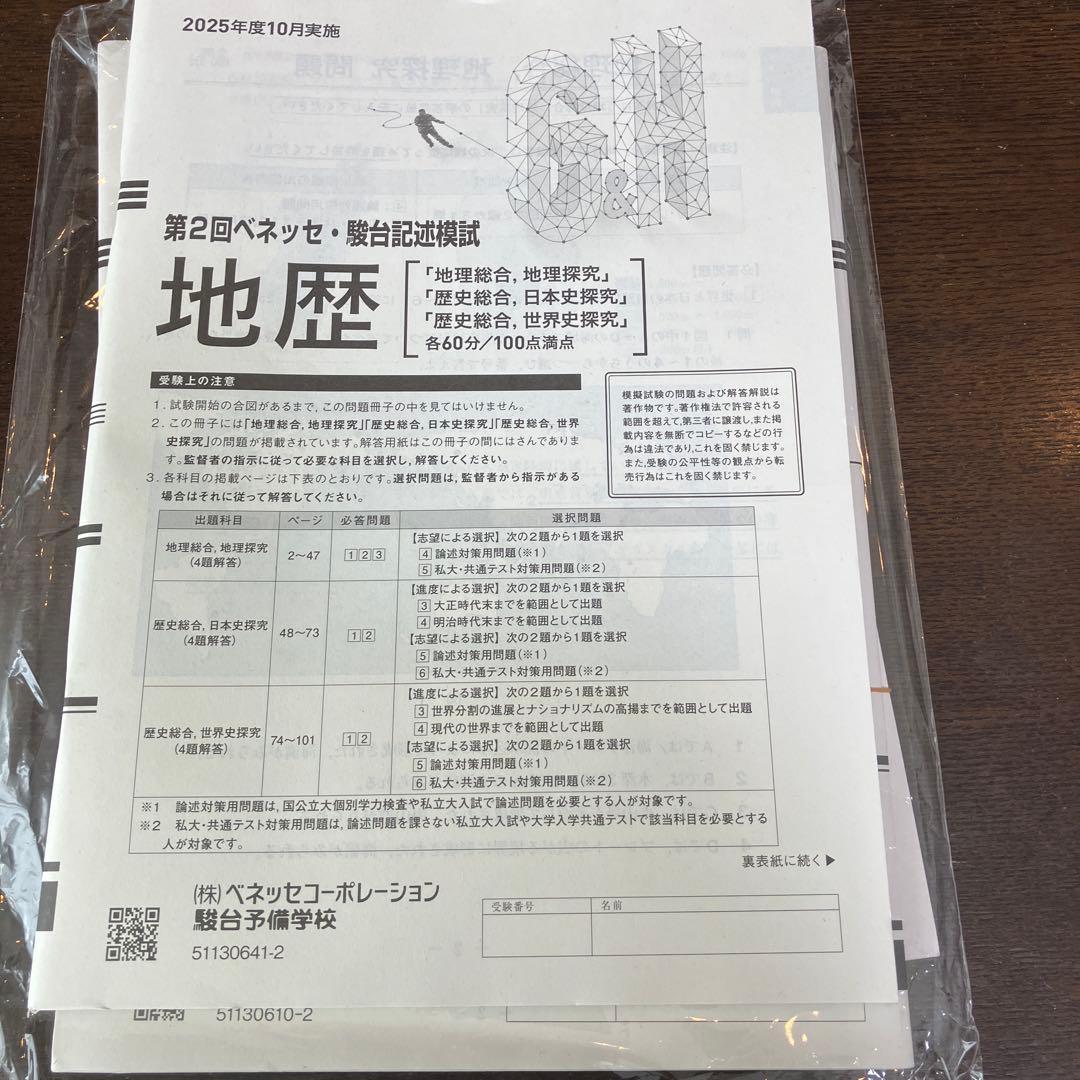 2025年度10月実施
G&H
第2回ベネッセ・駿台記述模試
地歴
「地理総合, 地理探究」
「歴史総合, 日本史探究」
「歴史総合, 世界史探究」
各60分/100点満点
受験上の注意
1. 試験開始の合図があるまで, この問題冊子の中を見てはいけません。
2. この冊子には「地理総合, 地理探究」「歴史総合, 日本史探究」「歴史総合, 世界
史探究」の問題が掲載されています。解答用紙はこの冊子の間にはさんでありま
す。監督者の指示に従って必要な科目を選択し, 解答してください。
3. 各科目の掲載ページは下表のとおりです。選択問題は, 監督者から指示がある
場合はそれに従って解答してください。
模擬試験の問題および解答解説は
著作物です。著作権法で許容される
範囲を超えて, 第三者に譲渡し, また掲
載内容を無断でコピーするなどの行
為は違法であり, これを固く禁じます。
また, 受験の公平性等の観点から転
売行為はこれを固く禁じます。
出題科目 ページ 必答問題 選択問題
地理総合, 地理探究
(4題解答)
2〜47
1 2 3
【志望による選択】次の2題から1題を選択
4 論述対策用問題(※1)
5 私大・共通テスト対策用問題(※2)
歴史総合, 日本史探究
(4題解答)
48〜73
1 2
【進度による選択】次の2題から1題を選択
3 大正時代末までを範囲として出題
4 明治時代末までを範囲として出題
【志望による選択】次の2題から1題を選択
5 論述対策用問題(※1)
6 私大・共通テスト対策用問題(※2)
歴史総合, 世界史探究
(4題解答)
74〜101
1 2
【進度による選択】次の2題から1題を選択
3 世界分割の進展とナショナリズムの高揚までを範囲として出題
4 現代の世界までを範囲として出題
【志望による選択】次の2題から1題を選択
5 論述対策用問題(※1)
6 私大・共通テスト対策用問題(※2)
※1 論述対策用問題は, 国公立大個別学力検査や私立大入試で論述問題を必要とする人が対象です。
※2 私大・共通テスト対策用問題は, 論述問題を課さない私立大入試や大学入学共通テストで該当科目を必要とする
人が対象です。
裏表紙に続く▶
(株)ベネッセコーポレーション
駿台予備学校
51130641-2
受験番号 名前
51130610-2